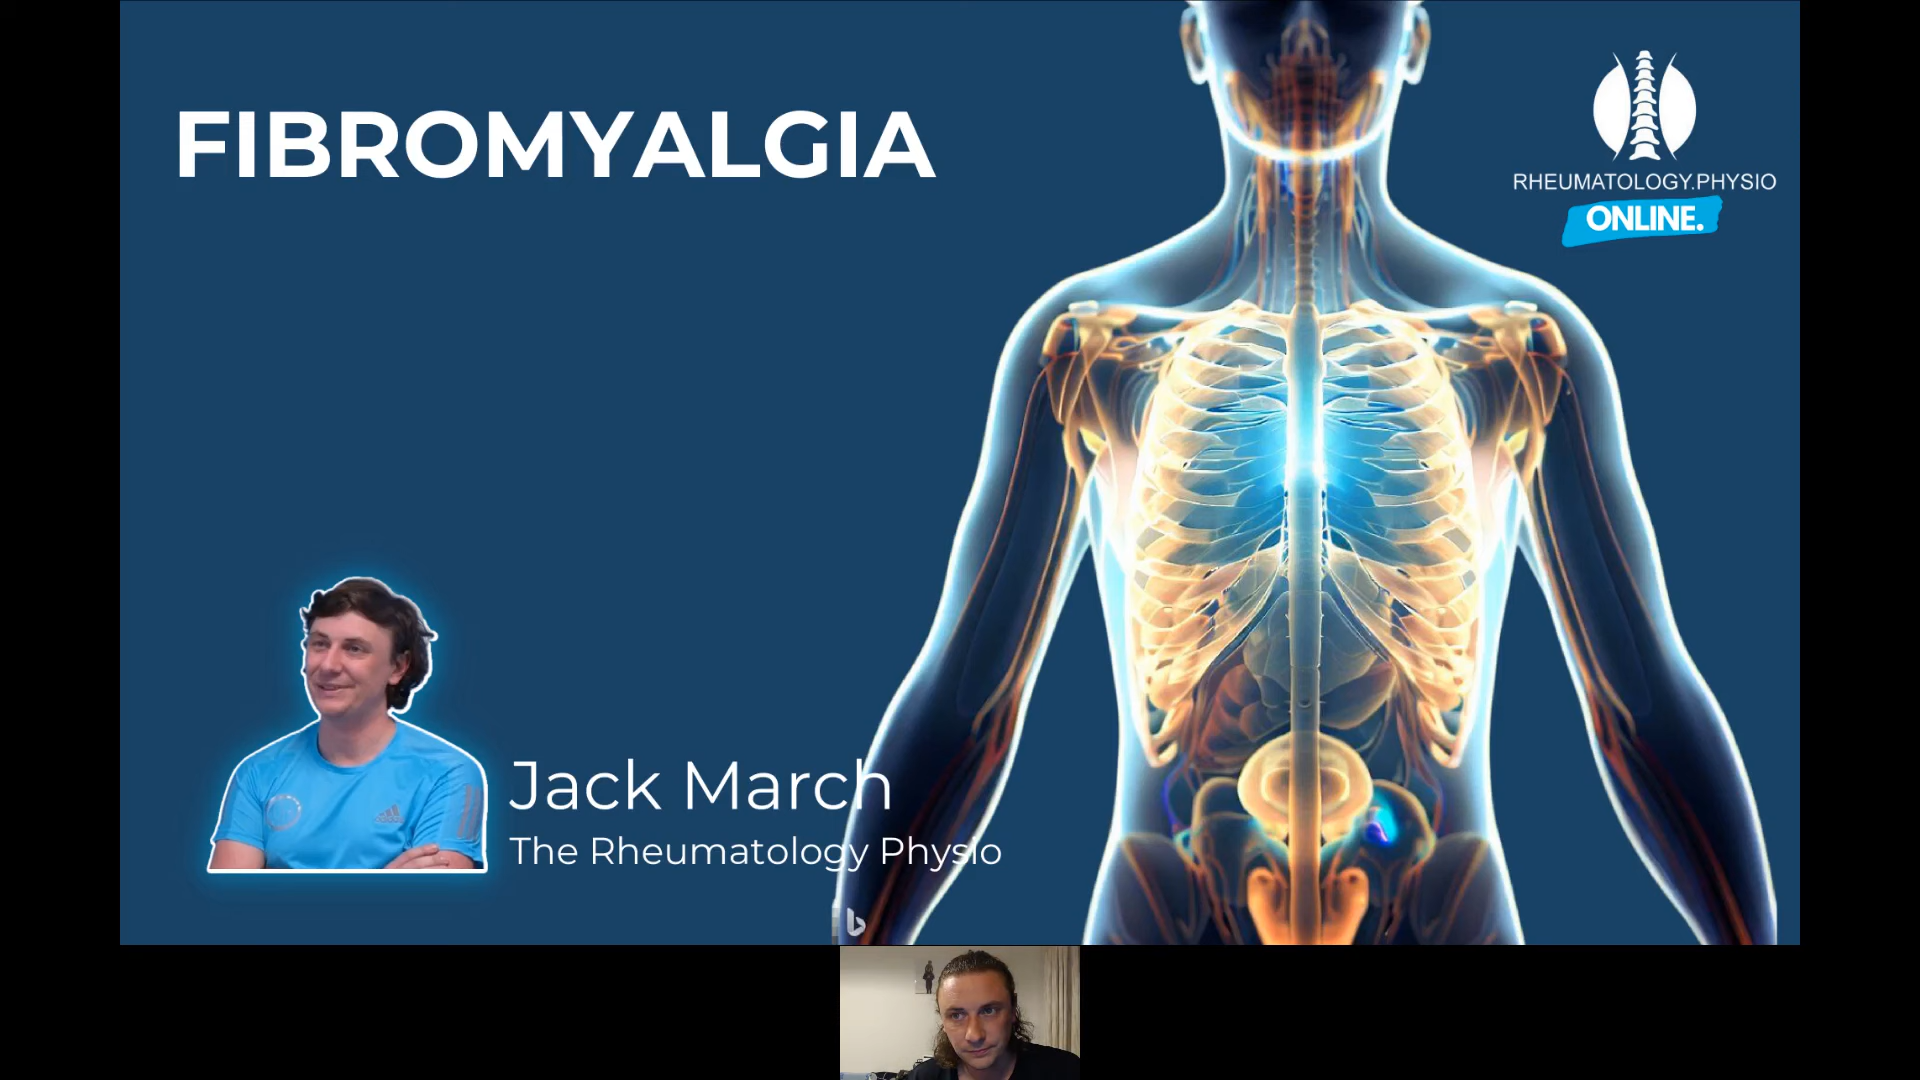 FIBROMYALGIA
RHEUMATOLOGY.PHYSIO
ONLINE.
Jack March
The Rheumatology Physio